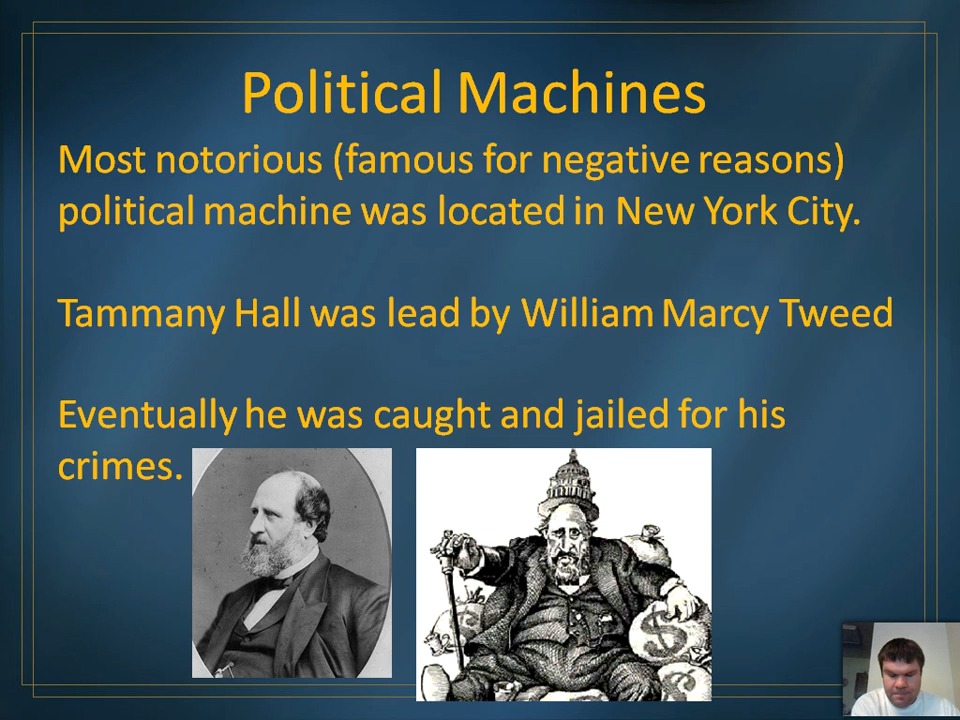 Political Machines
Most notorious (famous for negative reasons)
political machine was located in New York City.
Tammany Hall was lead by William Marcy Tweed
Eventually he was caught and jailed for his
crimes.
$